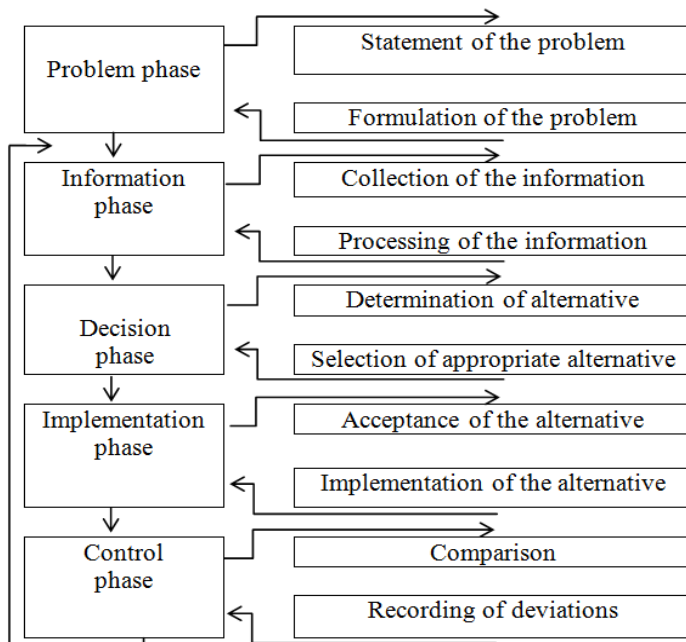 Problem phase
Statement of the problem
Formulation of the problem
Information
phase
Collection of the information
Processing of the information
Decision
phase
Determination of alternative
Selection of appropriate alternative
Implementation
phase
Acceptance of the alternative
Implementation of the alternative
Control
phase
Comparison
Recording of deviations